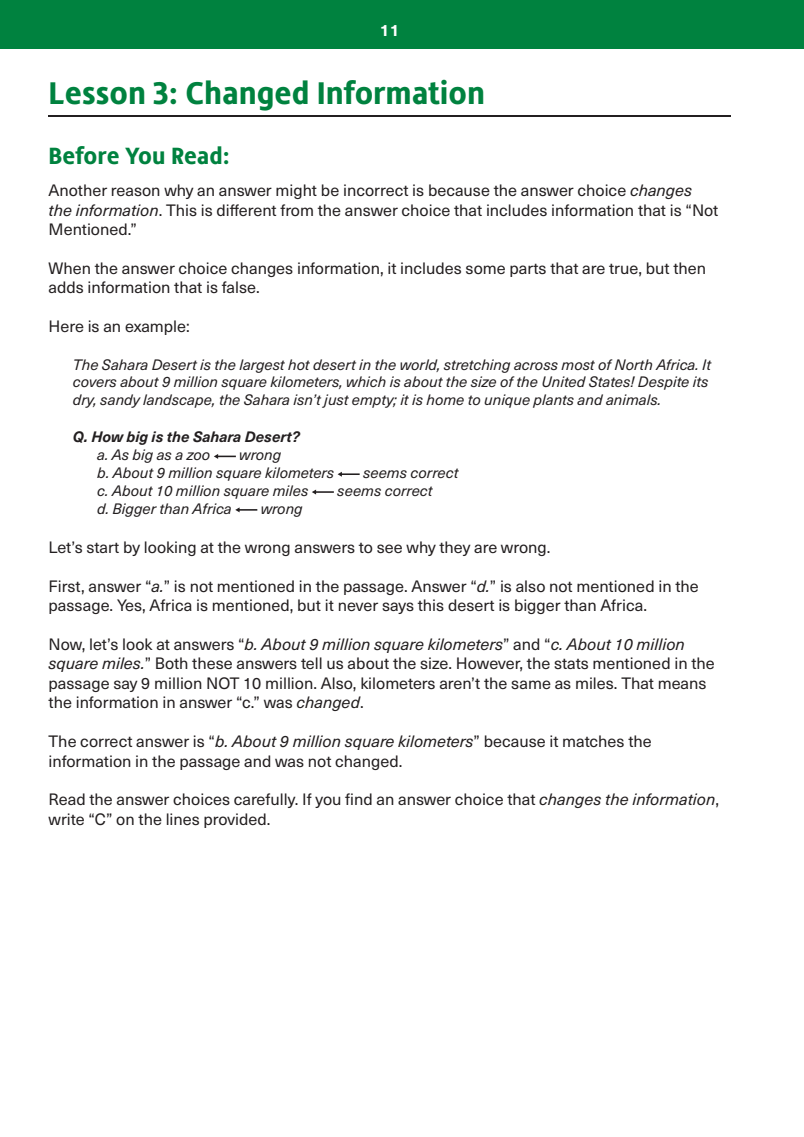 11
Lesson 3: Changed Information
Before You Read:
Another reason why an answer might be incorrect is because the answer choice changes
the information. This is different from the answer choice that includes information that is “Not
Mentioned.”
When the answer choice changes information, it includes some parts that are true, but then
adds information that is false.
Here is an example:
The Sahara Desert is the largest hot desert in the world, stretching across most of North Africa. It
covers about 9 million square kilometers, which is about the size of the United States! Despite its
dry, sandy landscape, the Sahara isn’t just empty; it is home to unique plants and animals.
Q. How big is the Sahara Desert?
a. As big as a zoo ⟵ wrong
b. About 9 million square kilometers ⟵ seems correct
c. About 10 million square miles ⟵ seems correct
d. Bigger than Africa ⟵ wrong
Let’s start by looking at the wrong answers to see why they are wrong.
First, answer “a.” is not mentioned in the passage. Answer “d.” is also not mentioned in the
passage. Yes, Africa is mentioned, but it never says this desert is bigger than Africa.
Now, let’s look at answers “b. About 9 million square kilometers” and “c. About 10 million
square miles.” Both these answers tell us about the size. However, the stats mentioned in the
passage say 9 million NOT 10 million. Also, kilometers aren’t the same as miles. That means
the information in answer “c.” was changed.
The correct answer is “b. About 9 million square kilometers” because it matches the
information in the passage and was not changed.
Read the answer choices carefully. If you find an answer choice that changes the information,
write “C” on the lines provided.